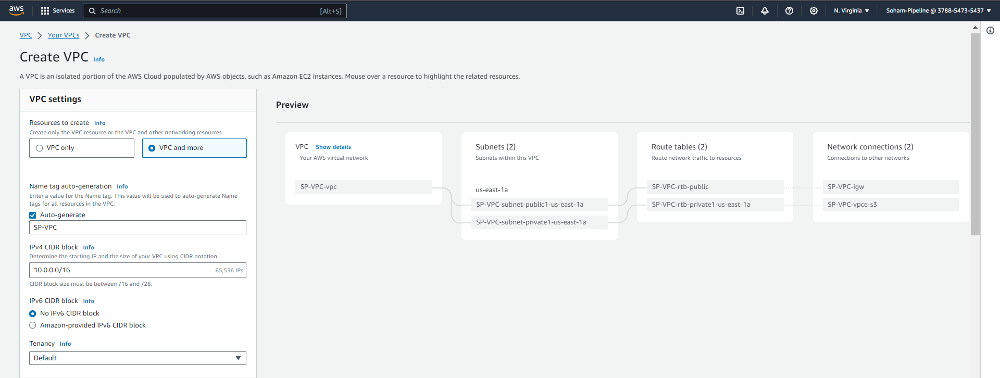 aws Services Search [Alt+S] N. Virginia Soham-Pipeline @ 3788-5473-5437
VPC Your VPCs Create VPC
Create VPC Info
A VPC is an isolated portion of the AWS Cloud populated by AWS objects, such as Amazon EC2 instances. Mouse over a resource to highlight the related resources.
VPC settings
Resources to create Info
Create only the VPC resource or the VPC and other networking resources.
VPC only VPC and more
Name tag auto-generation Info
Enter a value for the Name tag. This value will be used to auto-generate Name
tags for all resources in the VPC.
Auto-generate
SP-VPC
IPv4 CIDR block Info
Determine the starting IP and the size of your VPC using CIDR notation.
10.0.0.0/16 65,536 IPs
CIDR block size must be between /16 and /28.
IPv6 CIDR block Info
No IPv6 CIDR block
Amazon-provided IPv6 CIDR block
Tenancy Info
Default
Preview
VPC Show details
Your AWS virtual network
SP-VPC-vpc
Subnets (2)
Subnets within this VPC
us-east-1a
SP-VPC-subnet-public1-us-east-1a
SP-VPC-subnet-private1-us-east-1a
Route tables (2)
Route network traffic to resources
SP-VPC-rtb-public
SP-VPC-rtb-private1-us-east-1a
Network connections (2)
Connections to other networks
SP-VPC-igw
SP-VPC-vpce-s3